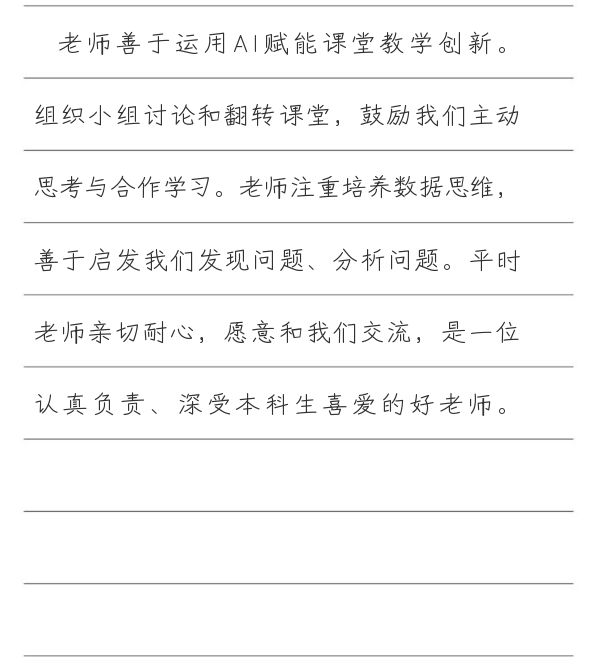 老师善于运用AI赋能课堂教学创新。
组织小组讨论和翻转课堂，鼓励我们主动
思考与合作学习。老师注重培养数据思维，
善于启发我们发现问题、分析问题。平时
老师亲切耐心，愿意和我们交流，是一位
认真负责、深受本科生喜爱的好老师。